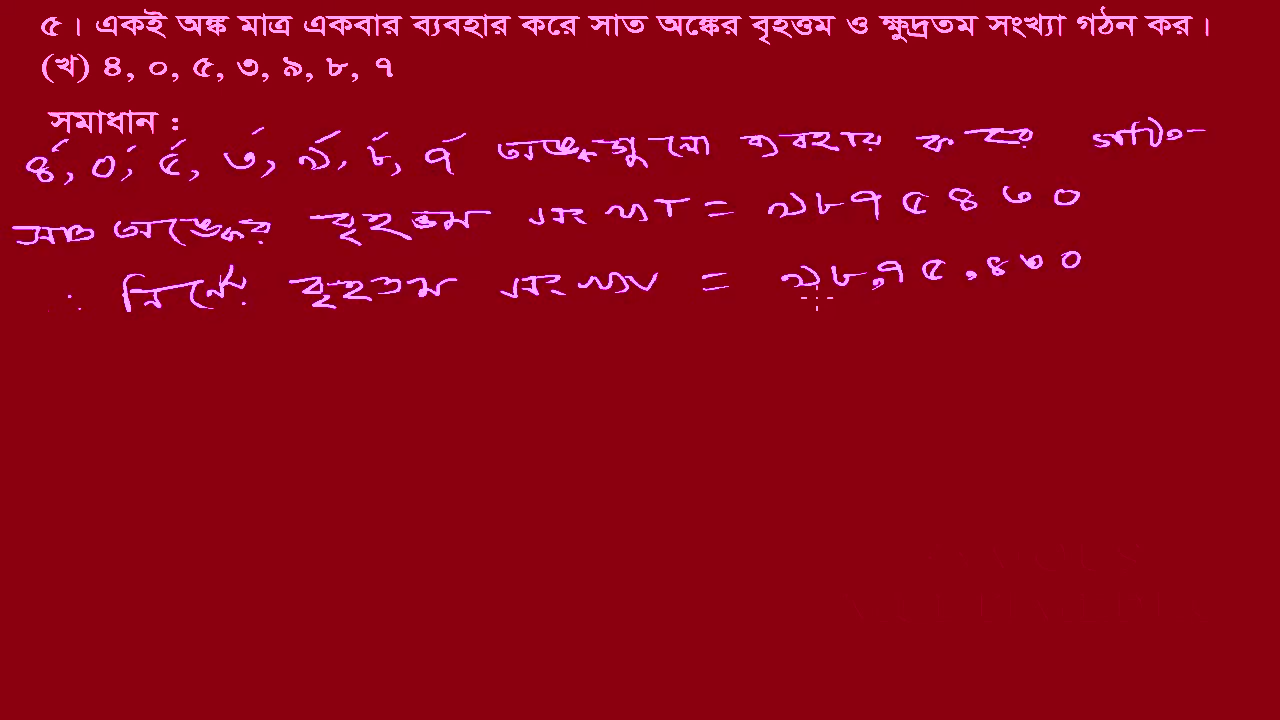 ৫। একই অঙ্ক মাত্র একবার ব্যবহার করে সাত অঙ্কের বৃহত্তম ও ক্ষুদ্রতম সংখ্যা গঠন কর।
(খ) ৪, ০, ৫, ৩, ৯, ৮, ৭
সমাধান :
৪, ০, ৫, ৩, ৯, ৮, ৭ অঙ্কগুলো ব্যবহার করে গঠিত
সাত অঙ্কের বৃহত্তম সংখ্যা = ৯৮৭৫৪৩০
∴ নির্ণেয় বৃহত্তম সংখ্যা = ৯৮,৭৫,৪৩০